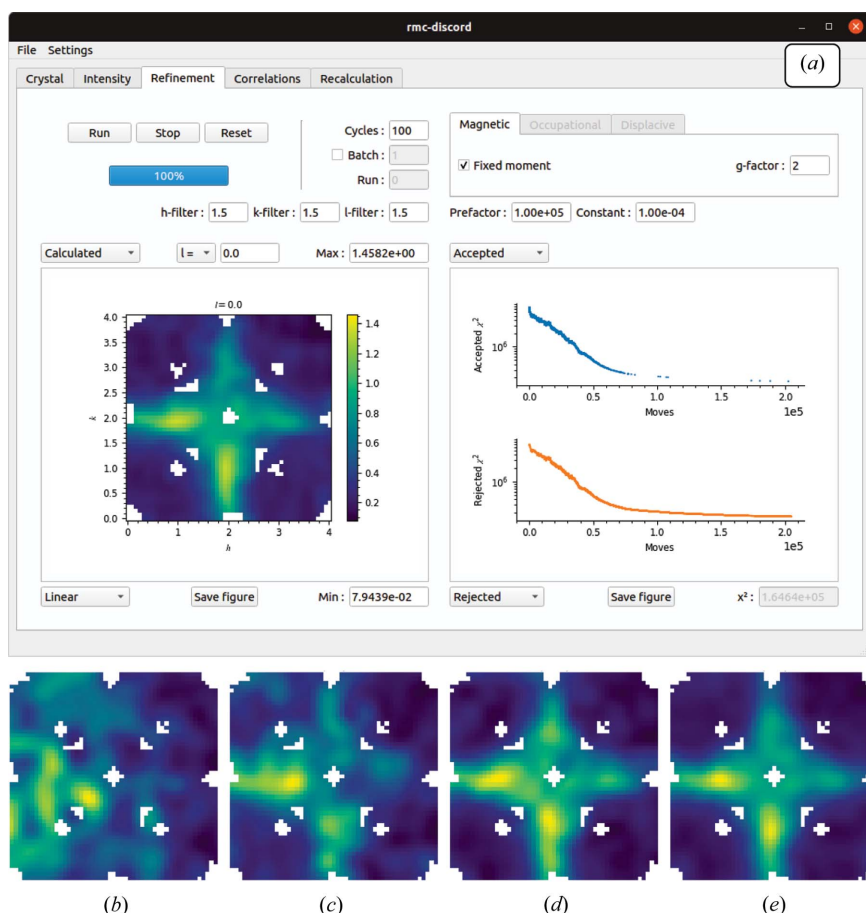 rmc-discord
File Settings
(a)
Crystal Intensity Refinement Correlations Recalculation
Run Stop Reset
Cycles: 100
Batch: 1
Run: 0
100%
Magnetic Occupational Displacive
Fixed moment g-factor: 2
h-filter: 1.5 k-filter: 1.5 l-filter: 1.5 Prefactor: 1.00e+05 Constant: 1.00e-04
Calculated l = 0.0 Max: 1.4582e+00 Accepted
l = 0.0
4.0
3.5
3.0
2.5
2.0
1.5
1.0
0.5
0.0
k
0 1 2 3 4
h
1.4
1.2
1.0
0.8
0.6
0.4
0.2
Accepted χ²
10⁶
0.0 0.5 1.0 1.5 2.0
Moves 1e5
Rejected χ²
10⁶
0.0 0.5 1.0 1.5 2.0
Moves 1e5
Linear Save figure Min: 7.9439e-02 Rejected Save figure x²: 1.6464e+05
(b) (c) (d) (e)